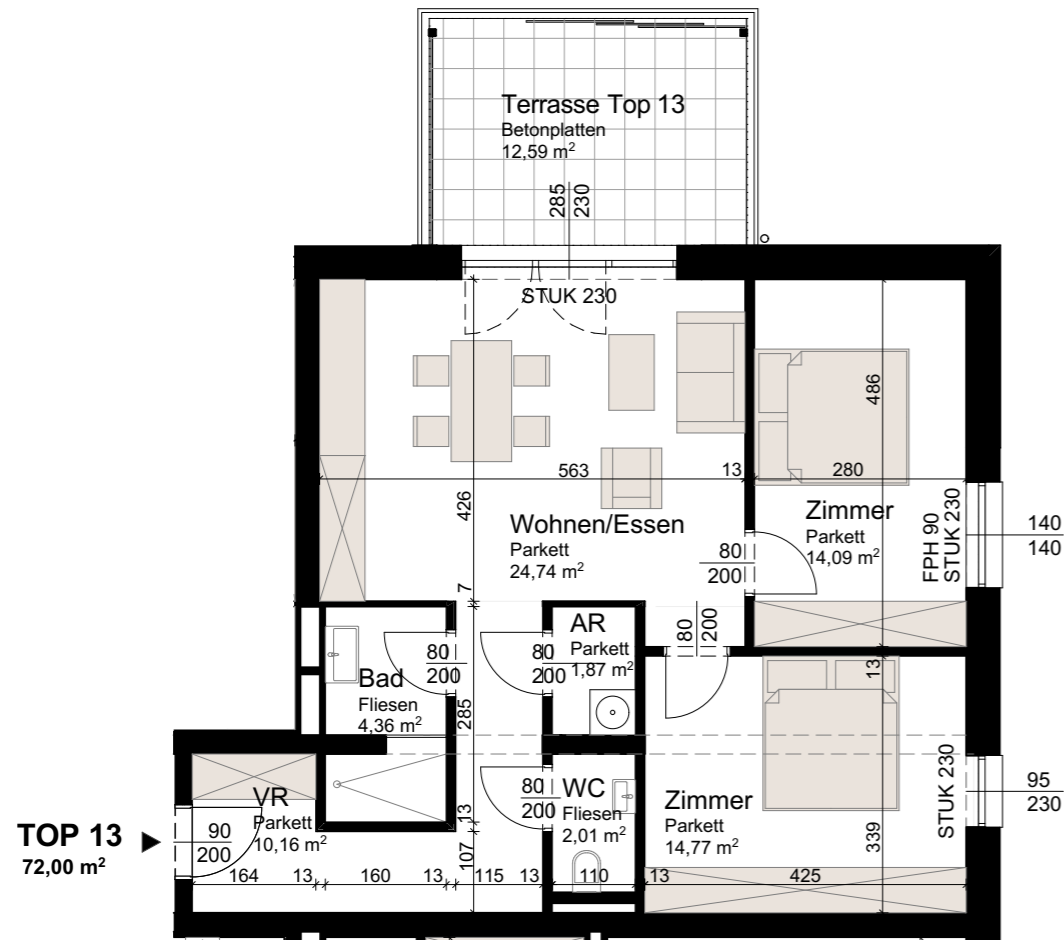 Terrasse Top 13
Betonplatten
12,59 m²
285
230
STUK 230
486
563
13
280
426
7
Wohnen/Essen
Parkett
24,74 m²
80
200
Zimmer
Parkett
14,09 m²
FPH 90
STUK 230
140
140
80
200
AR
Parkett
1,87 m²
80
200
80
200
Bad
Fliesen
4,36 m²
285
13
13
107
WC
Fliesen
2,01 m²
80
200
Zimmer
Parkett
14,77 m²
339
STUK 230
95
230
VR
Parkett
10,16 m²
90
200
TOP 13
72,00 m²
164
13
160
13
115
13
110
13
425